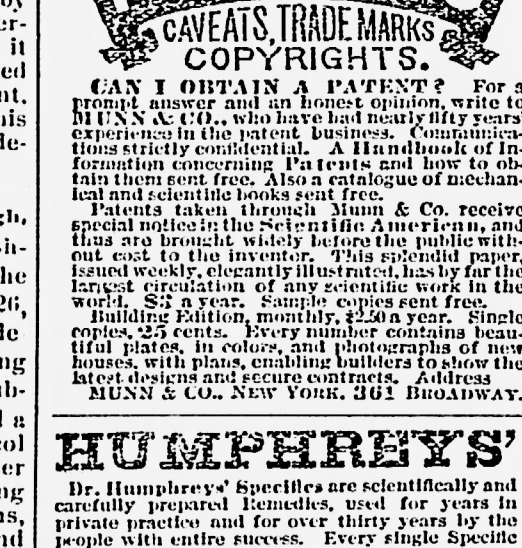 CAVEATS, TRADE MARKS
COPYRIGHTS.
CAN I OBTAIN A PATENT? For a
prompt answer and an honest opinion, write to
MUNN & CO., who have had nearly fifty years'
experience in the patent business. Communica-
tions strictly confidential. A Handbook of In-
formation concerning Patents and how to ob-
tain them sent free. Also a catalogue of mechan-
ical and scientific books sent free.
Patents taken through Munn & Co. receive
special notice in the Scientific American, and
thus are brought widely before the public with-
out cost to the inventor. This splendid paper,
issued weekly, elegantly illustrated, has by far the
largest circulation of any scientific work in the
world. $3 a year. Sample copies sent free.
Building Edition, monthly, $2.50 a year. Single
copies, 25 cents. Every number contains beau-
tiful plates, in colors, and photographs of new
houses, with plans, enabling builders to show the
latest designs and secure contracts. Address
MUNN & CO., NEW YORK, 361 BROADWAY.
HUMPHREYS'
Dr. Humphreys' Specifics are scientifically and
carefully prepared Remedies, used for years in
private practice and for over thirty years by the
people with entire success. Every single Specific